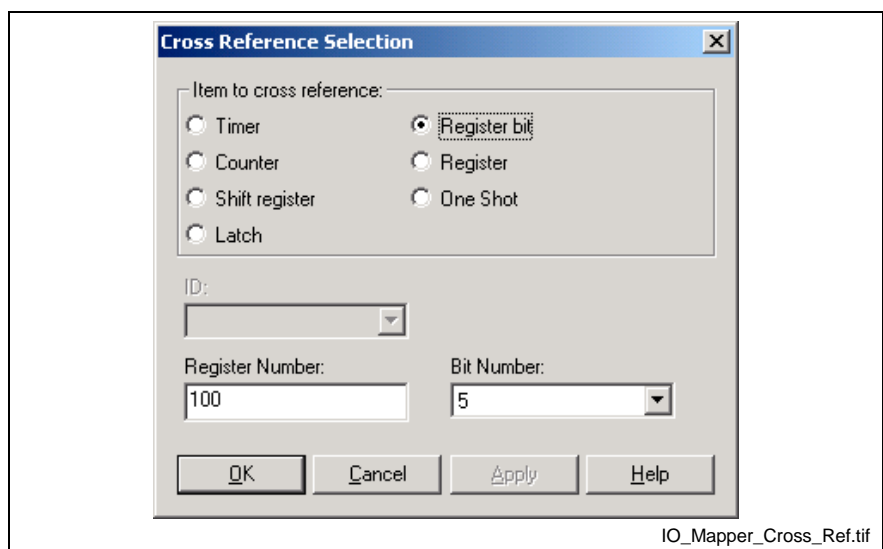 Cross Reference Selection
Item to cross reference:
Timer Register bit
Counter Register
Shift register One Shot
Latch
ID:
Register Number: Bit Number:
100 5
OK Cancel Apply Help
IO_Mapper_Cross_Ref.tif